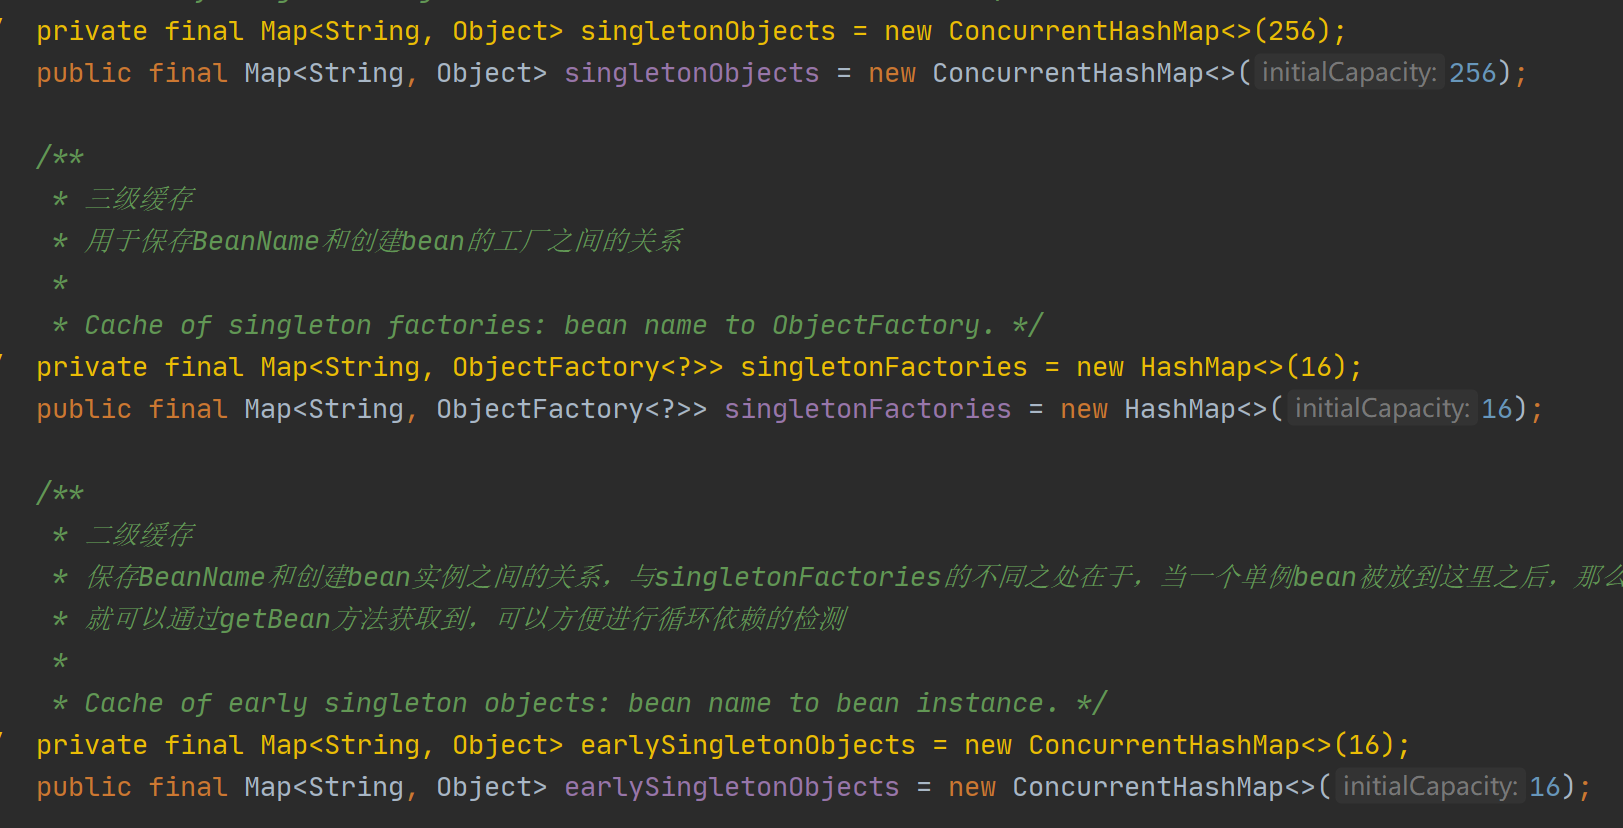 private final Map<String, Object> singletonObjects = new ConcurrentHashMap<>(256);
public final Map<String, Object> singletonObjects = new ConcurrentHashMap<>( initialCapacity: 256);
/**
* 三级缓存
* 用于保存BeanName和创建bean的工厂之间的关系
*
* Cache of singleton factories: bean name to ObjectFactory. */
private final Map<String, ObjectFactory<?>> singletonFactories = new HashMap<>(16);
public final Map<String, ObjectFactory<?>> singletonFactories = new HashMap<>( initialCapacity: 16);
/**
* 二级缓存
* 保存BeanName和创建bean实例之间的关系，与singletonFactories的不同之处在于，当一个单例bean被放到这里之后，那么
* 就可以通过getBean方法获取到，可以方便进行循环依赖的检测
*
* Cache of early singleton objects: bean name to bean instance. */
private final Map<String, Object> earlySingletonObjects = new ConcurrentHashMap<>(16);
public final Map<String, Object> earlySingletonObjects = new ConcurrentHashMap<>( initialCapacity: 16);